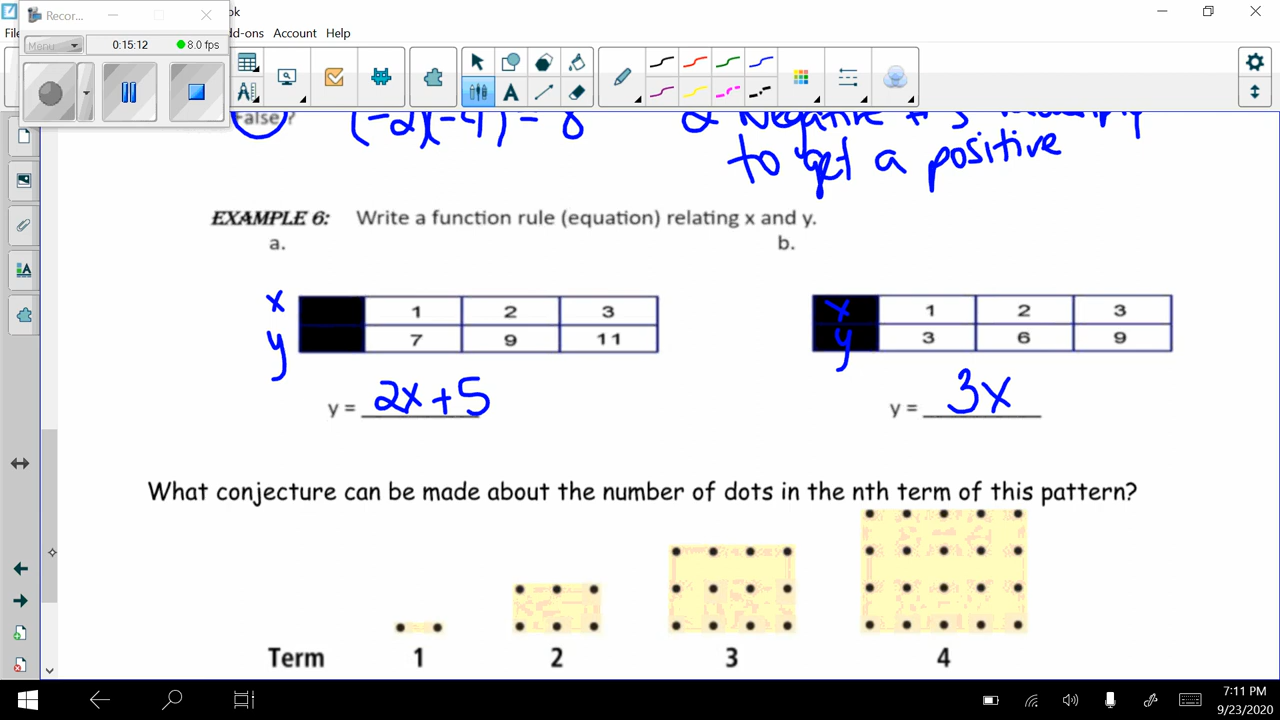 Recor...
ok
Menu
0:15:12
8.0 fps
dd-ons Account Help
False ? (-2)(-4) = 8 2 Negative #'s multiply
to get a positive
EXAMPLE 6: Write a function rule (equation) relating x and y.
a. b.
x 1 2 3
y 7 9 11
x 1 2 3
y 3 6 9
y = 2x + 5
y = 3x
What conjecture can be made about the number of dots in the nth term of this pattern?
Term 1 2 3 4
7:11 PM
9/23/2020